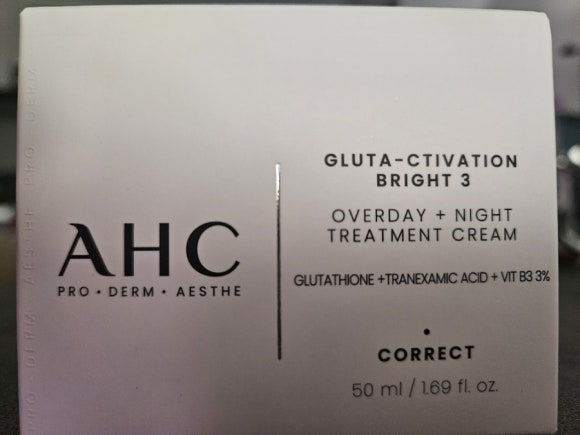 AHC
PRO • DERM • AESTHE
GLUTA-CTIVATION
BRIGHT 3
OVERDAY + NIGHT
TREATMENT CREAM
GLUTATHIONE +TRANEXAMIC ACID + VIT B3 3%
CORRECT
50 ml / 1.69 fl. oz.